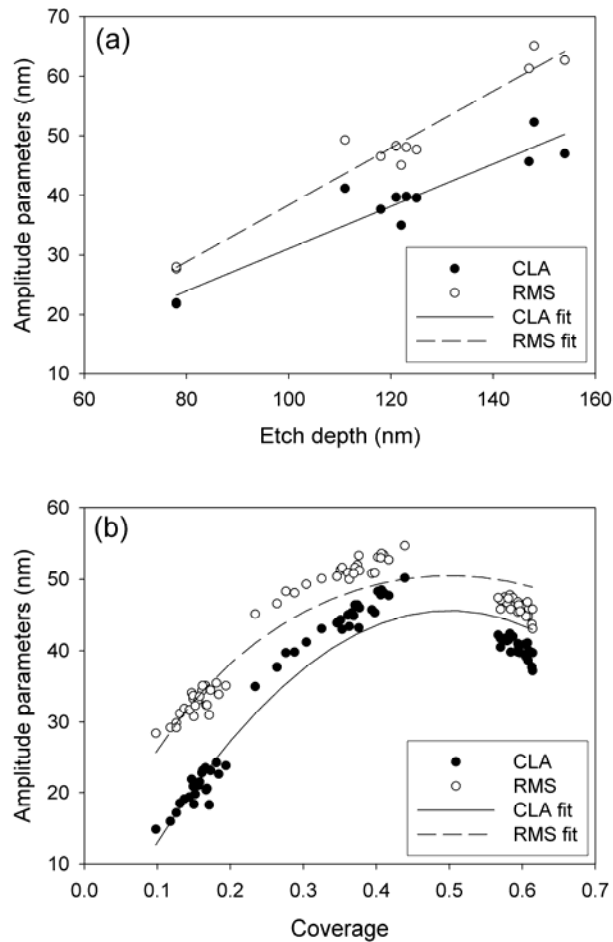 (a)
Amplitude parameters (nm)
70
60
50
40
30
20
10
CLA
RMS
CLA fit
RMS fit
60
80
100
120
140
160
Etch depth (nm)
(b)
Amplitude parameters (nm)
60
50
40
30
20
10
CLA
RMS
CLA fit
RMS fit
0.0
0.1
0.2
0.3
0.4
0.5
0.6
0.7
Coverage